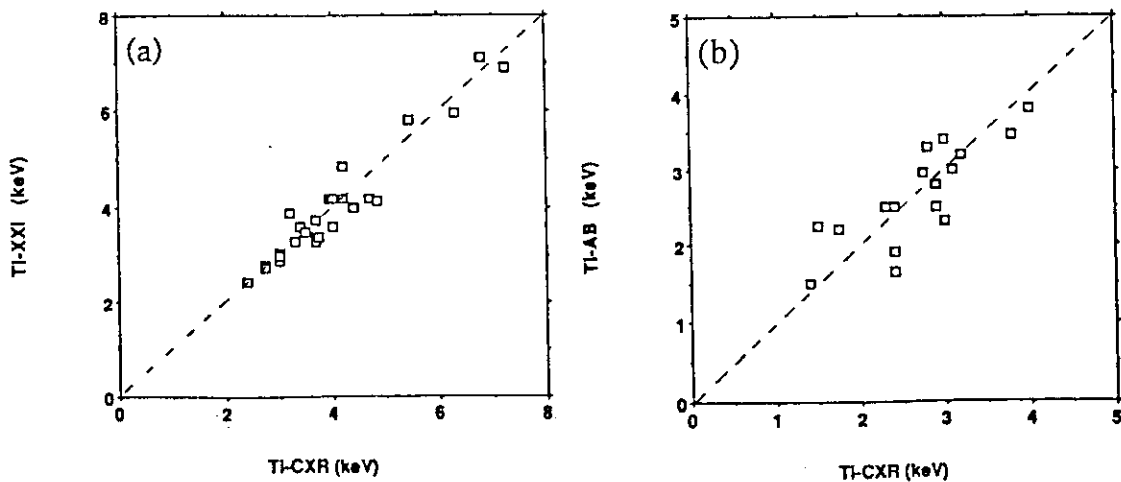 (a)
8
6
4
2
0
0 2 4 6 8
TI-XXI (keV)
TI-CXR (keV)
(b)
5
4
3
2
1
0
0 1 2 3 4 5
TI-AB (keV)
TI-CXR (keV)